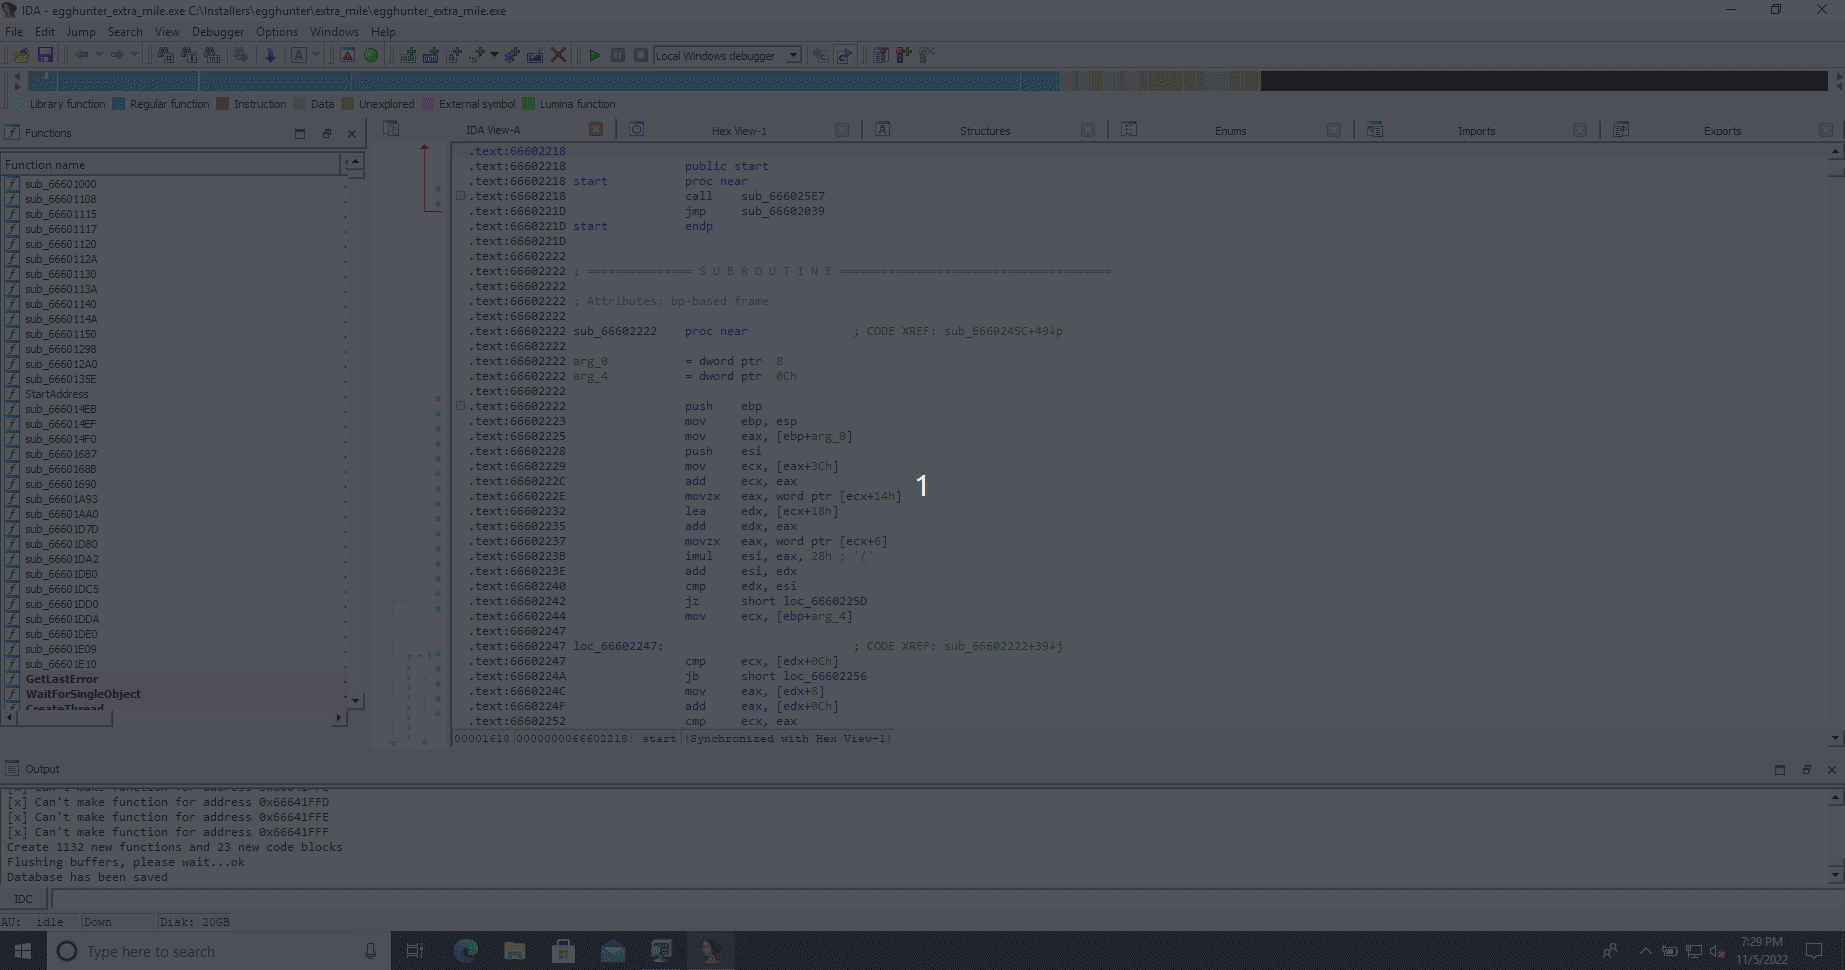 IDA - egghunter_extra_mile.exe C:\Installers\egghunter\extra_mile\egghunter_extra_mile.exe
File Edit Jump Search View Debugger Options Windows Help
Local Windows debugger
Library function Regular function Instruction Data Unexplored External symbol Lumina function
Functions
IDA View-A Hex View-1 Structures Enums Imports Exports
Function name
sub_66601000
sub_66601108
sub_66601115
sub_66601117
sub_66601120
sub_6660112A
sub_66601130
sub_6660113A
sub_66601140
sub_6660114A
sub_66601150
sub_66601298
sub_666012A0
sub_6660135E
StartAddress
sub_666014EB
sub_666014EF
sub_666014F0
sub_66601687
sub_6660168B
sub_66601690
sub_66601A93
sub_66601AA0
sub_66601D7D
sub_66601D80
sub_66601DA2
sub_66601DB0
sub_66601DC5
sub_66601DD0
sub_66601DDA
sub_66601DE0
sub_66601E09
sub_66601E10
GetLastError
WaitForSingleObject
CreateThread
.text:66602218
.text:66602218 public start
.text:66602218 start proc near
.text:66602218 call sub_666025E7
.text:6660221D jmp sub_66602039
.text:6660221D start endp
.text:6660221D
.text:66602222
.text:66602222 ; =============== S U B R O U T I N E =======================================
.text:66602222
.text:66602222 ; Attributes: bp-based frame
.text:66602222
.text:66602222 sub_66602222 proc near ; CODE XREF: sub_6660245C+49↓p
.text:66602222
.text:66602222 arg_0 = dword ptr 8
.text:66602222 arg_4 = dword ptr 0Ch
.text:66602222
.text:66602222 push ebp
.text:66602223 mov ebp, esp
.text:66602225 mov eax, [ebp+arg_0]
.text:66602228 push esi
.text:66602229 mov ecx, [eax+3Ch]
.text:6660222C add ecx, eax
.text:6660222E movzx eax, word ptr [ecx+14h]
.text:66602232 lea edx, [ecx+18h]
.text:66602235 add edx, eax
.text:66602237 movzx eax, word ptr [ecx+6]
.text:6660223B imul esi, eax, 28h ; '('
.text:6660223E add esi, edx
.text:66602240 cmp edx, esi
.text:66602242 jz short loc_6660225D
.text:66602244 mov ecx, [ebp+arg_4]
.text:66602247
.text:66602247 loc_66602247: ; CODE XREF: sub_66602222+39↓j
.text:66602247 cmp ecx, [edx+0Ch]
.text:6660224A jb short loc_66602256
.text:6660224C mov eax, [edx+8]
.text:6660224F add eax, [edx+0Ch]
.text:66602252 cmp ecx, eax
1
00001618 0000000066602218: start (Synchronized with Hex View-1)
Output
[x] Can't make function for address 0x66641FFD
[x] Can't make function for address 0x66641FFE
[x] Can't make function for address 0x66641FFF
Create 1132 new functions and 23 new code blocks
Flushing buffers, please wait...ok
Database has been saved
IDC
AU: idle Down Disk: 20GB
Type here to search
7:29 PM
11/5/2022